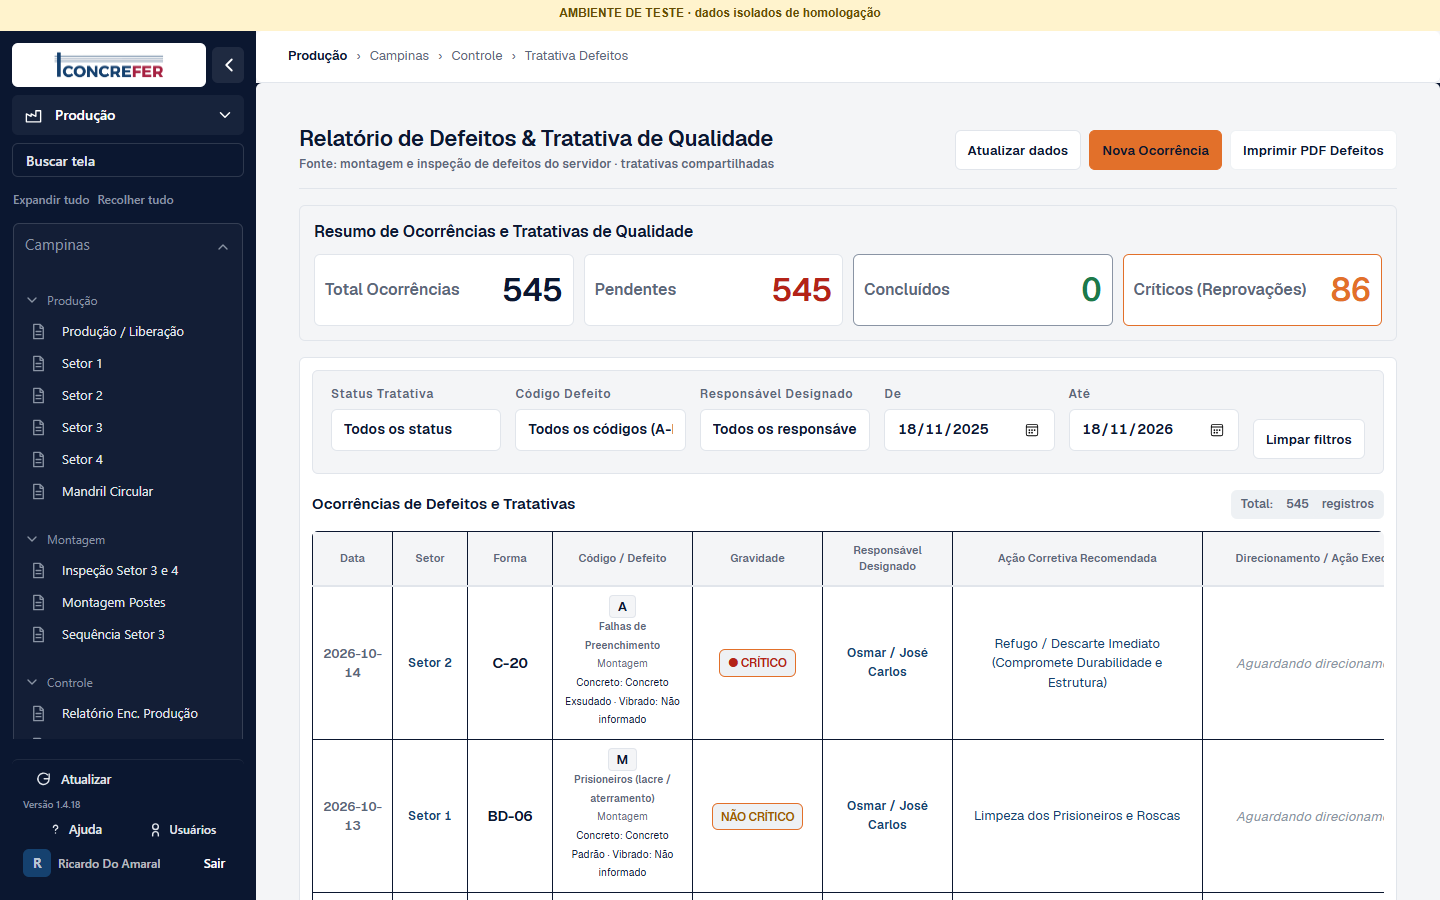 AMBIENTE DE TESTE · dados isolados de homologação
CONCREFER
Produção
Buscar tela
Expandir tudo Recolher tudo
Campinas
Produção
Produção / Liberação
Setor 1
Setor 2
Setor 3
Setor 4
Mandril Circular
Montagem
Inspeção Setor 3 e 4
Montagem Postes
Sequência Setor 3
Controle
Relatório Enc. Produção
Atualizar
Versão 1.4.18
? Ajuda
Usuários
R Ricardo Do Amaral
Sair
Produção › Campinas › Controle › Tratativa Defeitos
Relatório de Defeitos & Tratativa de Qualidade
Fonte: montagem e inspeção de defeitos do servidor · tratativas compartilhadas
Atualizar dados
Nova Ocorrência
Imprimir PDF Defeitos
Resumo de Ocorrências e Tratativas de Qualidade
Total Ocorrências 545
Pendentes 545
Concluídos 0
Críticos (Reprovações) 86
Status Tratativa
Código Defeito
Responsável Designado
De
Até
Todos os status
Todos os códigos (A-
Todos os responsáve
18/11/2025
18/11/2026
Limpar filtros
Ocorrências de Defeitos e Tratativas
Total: 545 registros
Data
Setor
Forma
Código / Defeito
Gravidade
Responsável
Designado
Ação Corretiva Recomendada
Direcionamento / Ação Exec
2026-10-
14
Setor 2
C-20
A
Falhas de
Preenchimento
Montagem
Concreto: Concreto
Exsudado · Vibrado: Não
informado
CRÍTICO
Osmar / José
Carlos
Refugo / Descarte Imediato
(Compromete Durabilidade e
Estrutura)
Aguardando direcionam
2026-10-
13
Setor 1
BD-06
M
Prisioneiros (lacre /
aterramento)
Montagem
Concreto: Concreto
Padrão · Vibrado: Não
informado
NÃO CRÍTICO
Osmar / José
Carlos
Limpeza dos Prisioneiros e Roscas
Aguardando direcionam